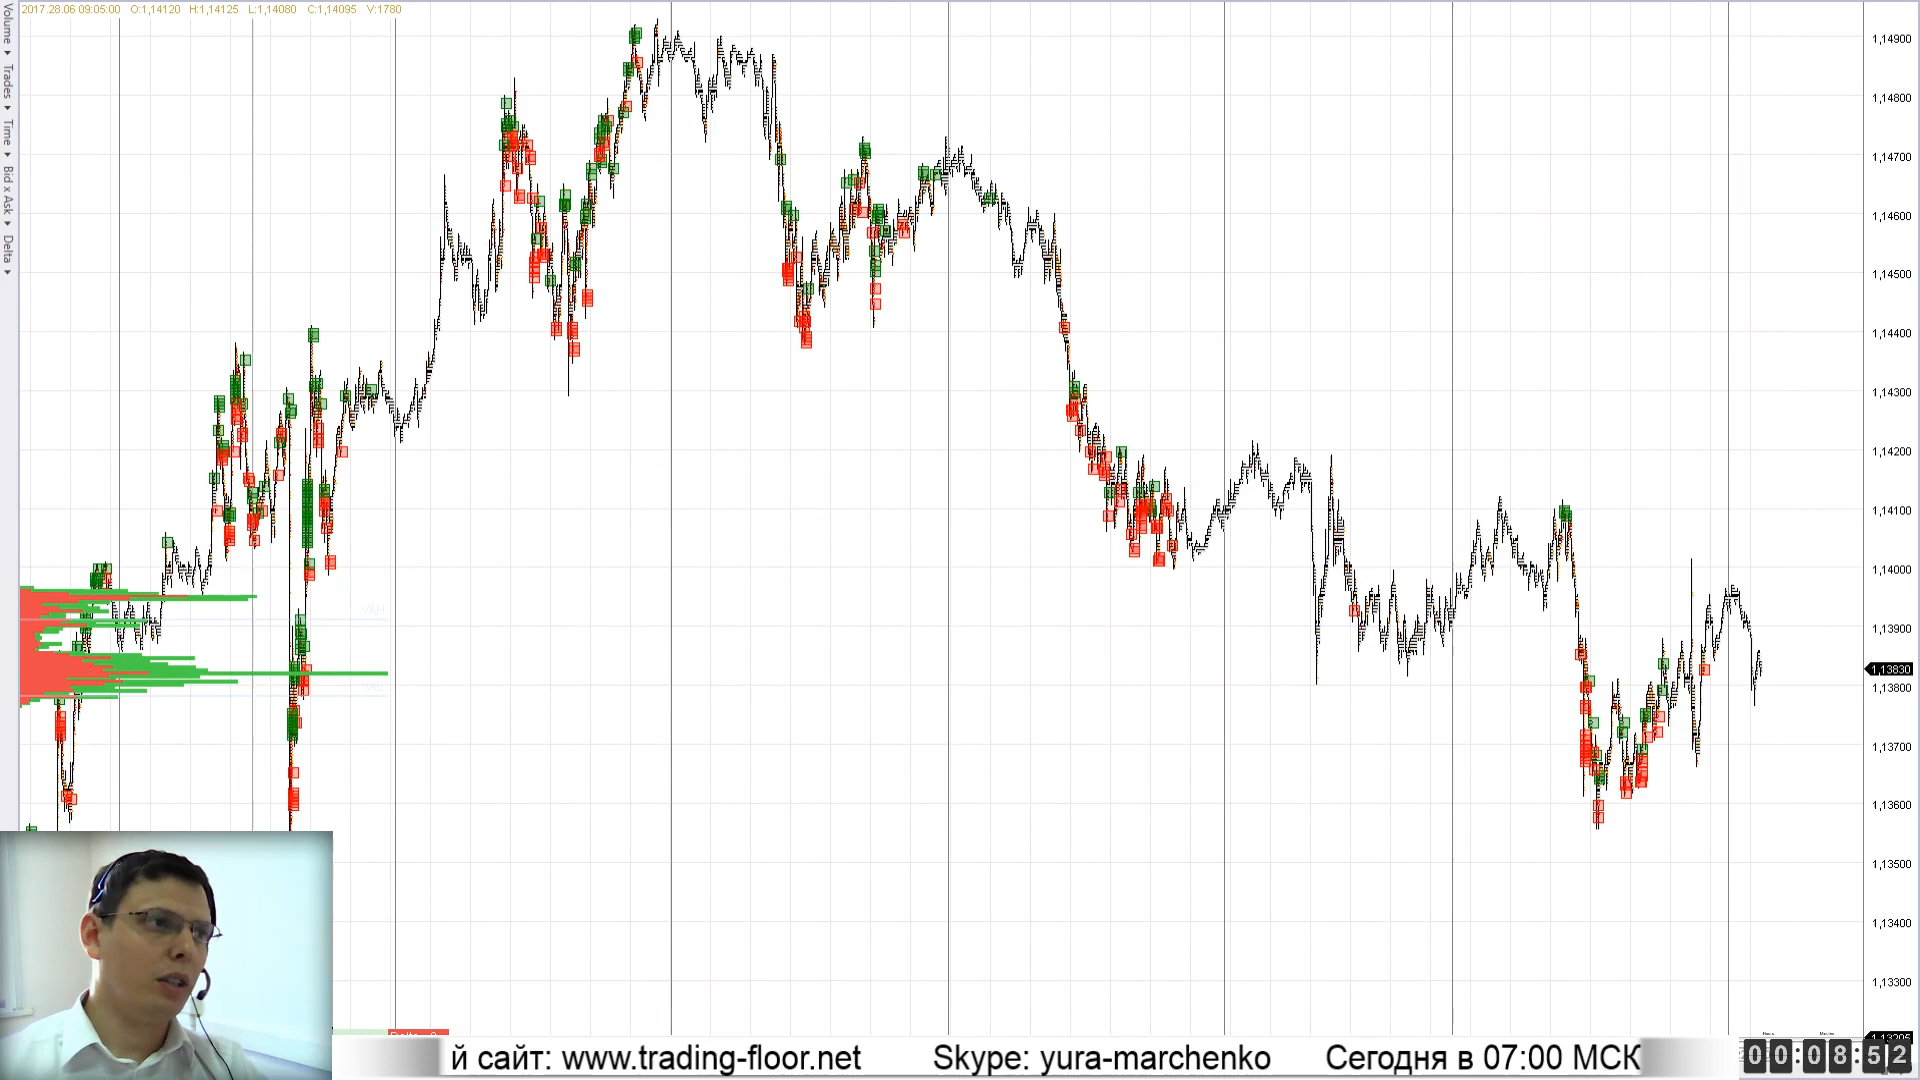 2017.28.06 09:05:00 O:1,14120 H:1,14125 L:1,14080 C:1,14095 V:1780
Volume
Trades
Time
Bid x Ask
Delta
1,14900
1,14800
1,14700
1,14600
1,14500
1,14400
1,14300
1,14200
1,14100
1,14000
1,13900
1,13830
1,13800
1,13700
1,13600
1,13500
1,13400
1,13300
VAH
VAL
й сайт: www.trading-floor.net Skype: yura-marchenko Сегодня в 07:00 МСК
00:08:52